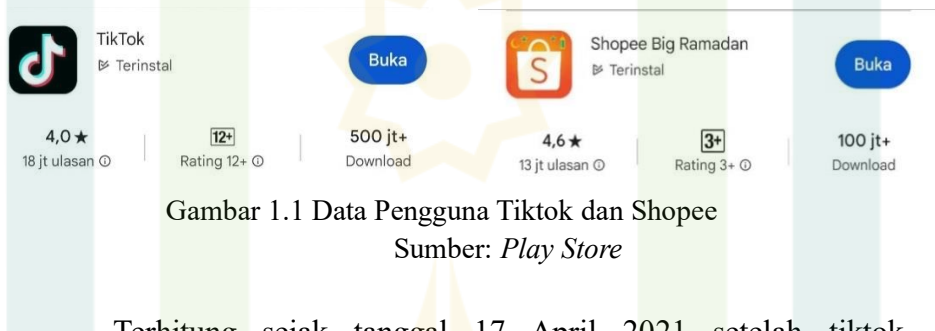 TikTok
Terinstal
Buka
4,0★
18 jt ulasan ⓘ
12+
Rating 12+ ⓘ
500 jt+
Download
Shopee Big Ramadan
Terinstal
Buka
S
4,6★
13 jt ulasan ⓘ
3+
Rating 3+ ⓘ
100 jt+
Download
Gambar 1.1 Data Pengguna Tiktok dan Shopee
Sumber: Play Store
Terhitung sejak tanggal 17 April 2021 setelah tiktok